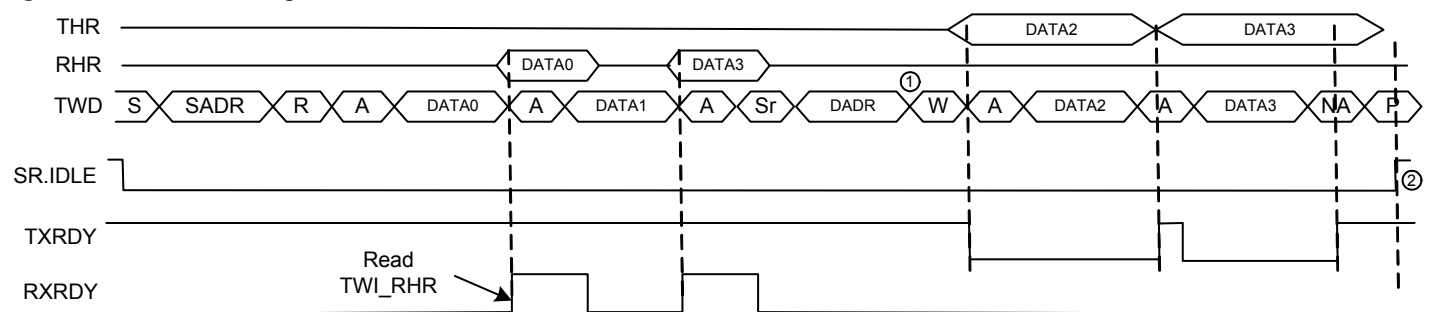 THR DATA2 DATA3
RHR DATA0 DATA3
TWD S SADR R A DATA0 A DATA1 A Sr DADR 1 W A DATA2 A DATA3 NA P
SR.IDLE 2
TXRDY
Read
TWI_RHR
RXRDY